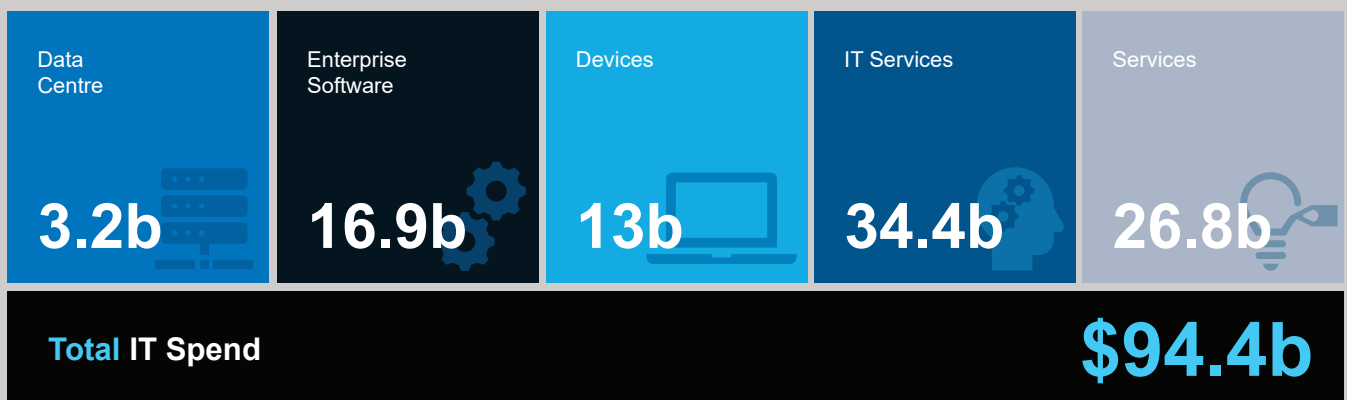 Data
Centre
3.2b
Enterprise
Software
16.9b
Devices
13b
IT Services
34.4b
Services
26.8b
Total IT Spend
$94.4b